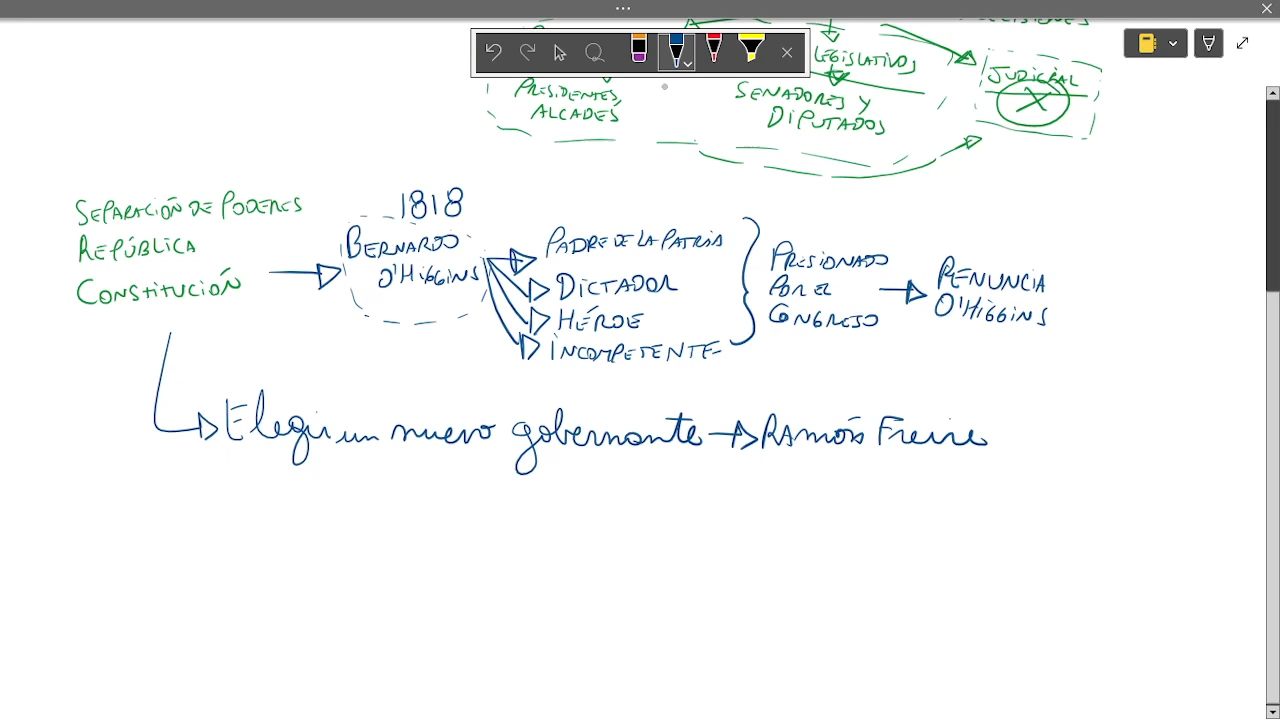 LEGISLATIVOS
JUDICIAL
X
PRESIDENTES,
ALCADES
SENADORES Y
DIPUTADOS
SEPARACIÓN DE PODERES
REPÚBLICA
CONSTITUCIÓN
1818
BERNARDO
O'HIGGINS
PADRE DE LA PATRIA
DICTADOR
HÉROE
INCOMPETENTE
PRESIONADO
POR EL
CONGRESO
RENUNCIA
O'HIGGINS
Elegir un nuevo gobernante
RAMÓN Freire